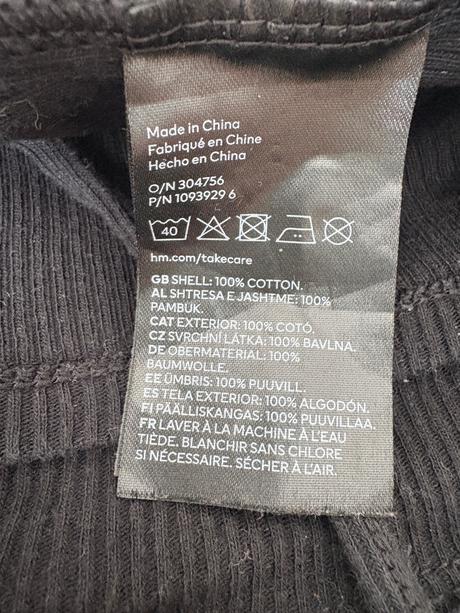 Made in China
Fabriqué en Chine
Hecho en China
O/N 304756
P/N 1093929 6
40
hm.com/takecare
GB SHELL: 100% COTTON.
AL SHTRESA E JASHTME: 100%
PAMBUK.
CAT EXTERIOR: 100% COTÓ.
CZ SVRCHNÍ LÁTKA: 100% BAVLNA.
DE OBERMATERIAL: 100%
BAUMWOLLE.
EE ÜMBRIS: 100% PUUVILL.
ES TELA EXTERIOR: 100% ALGODÓN.
FI PÄÄLLISKANGAS: 100% PUUVILLAA.
FR LAVER À LA MACHINE À L'EAU
TIÈDE. BLANCHIR SANS CHLORE
SI NÉCESSAIRE. SÉCHER À L'AIR.